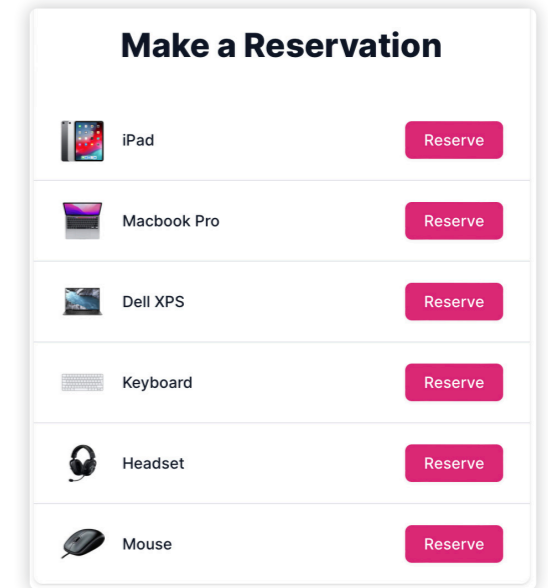 Make a Reservation
iPad Reserve
Macbook Pro Reserve
Dell XPS Reserve
Keyboard Reserve
Headset Reserve
Mouse Reserve